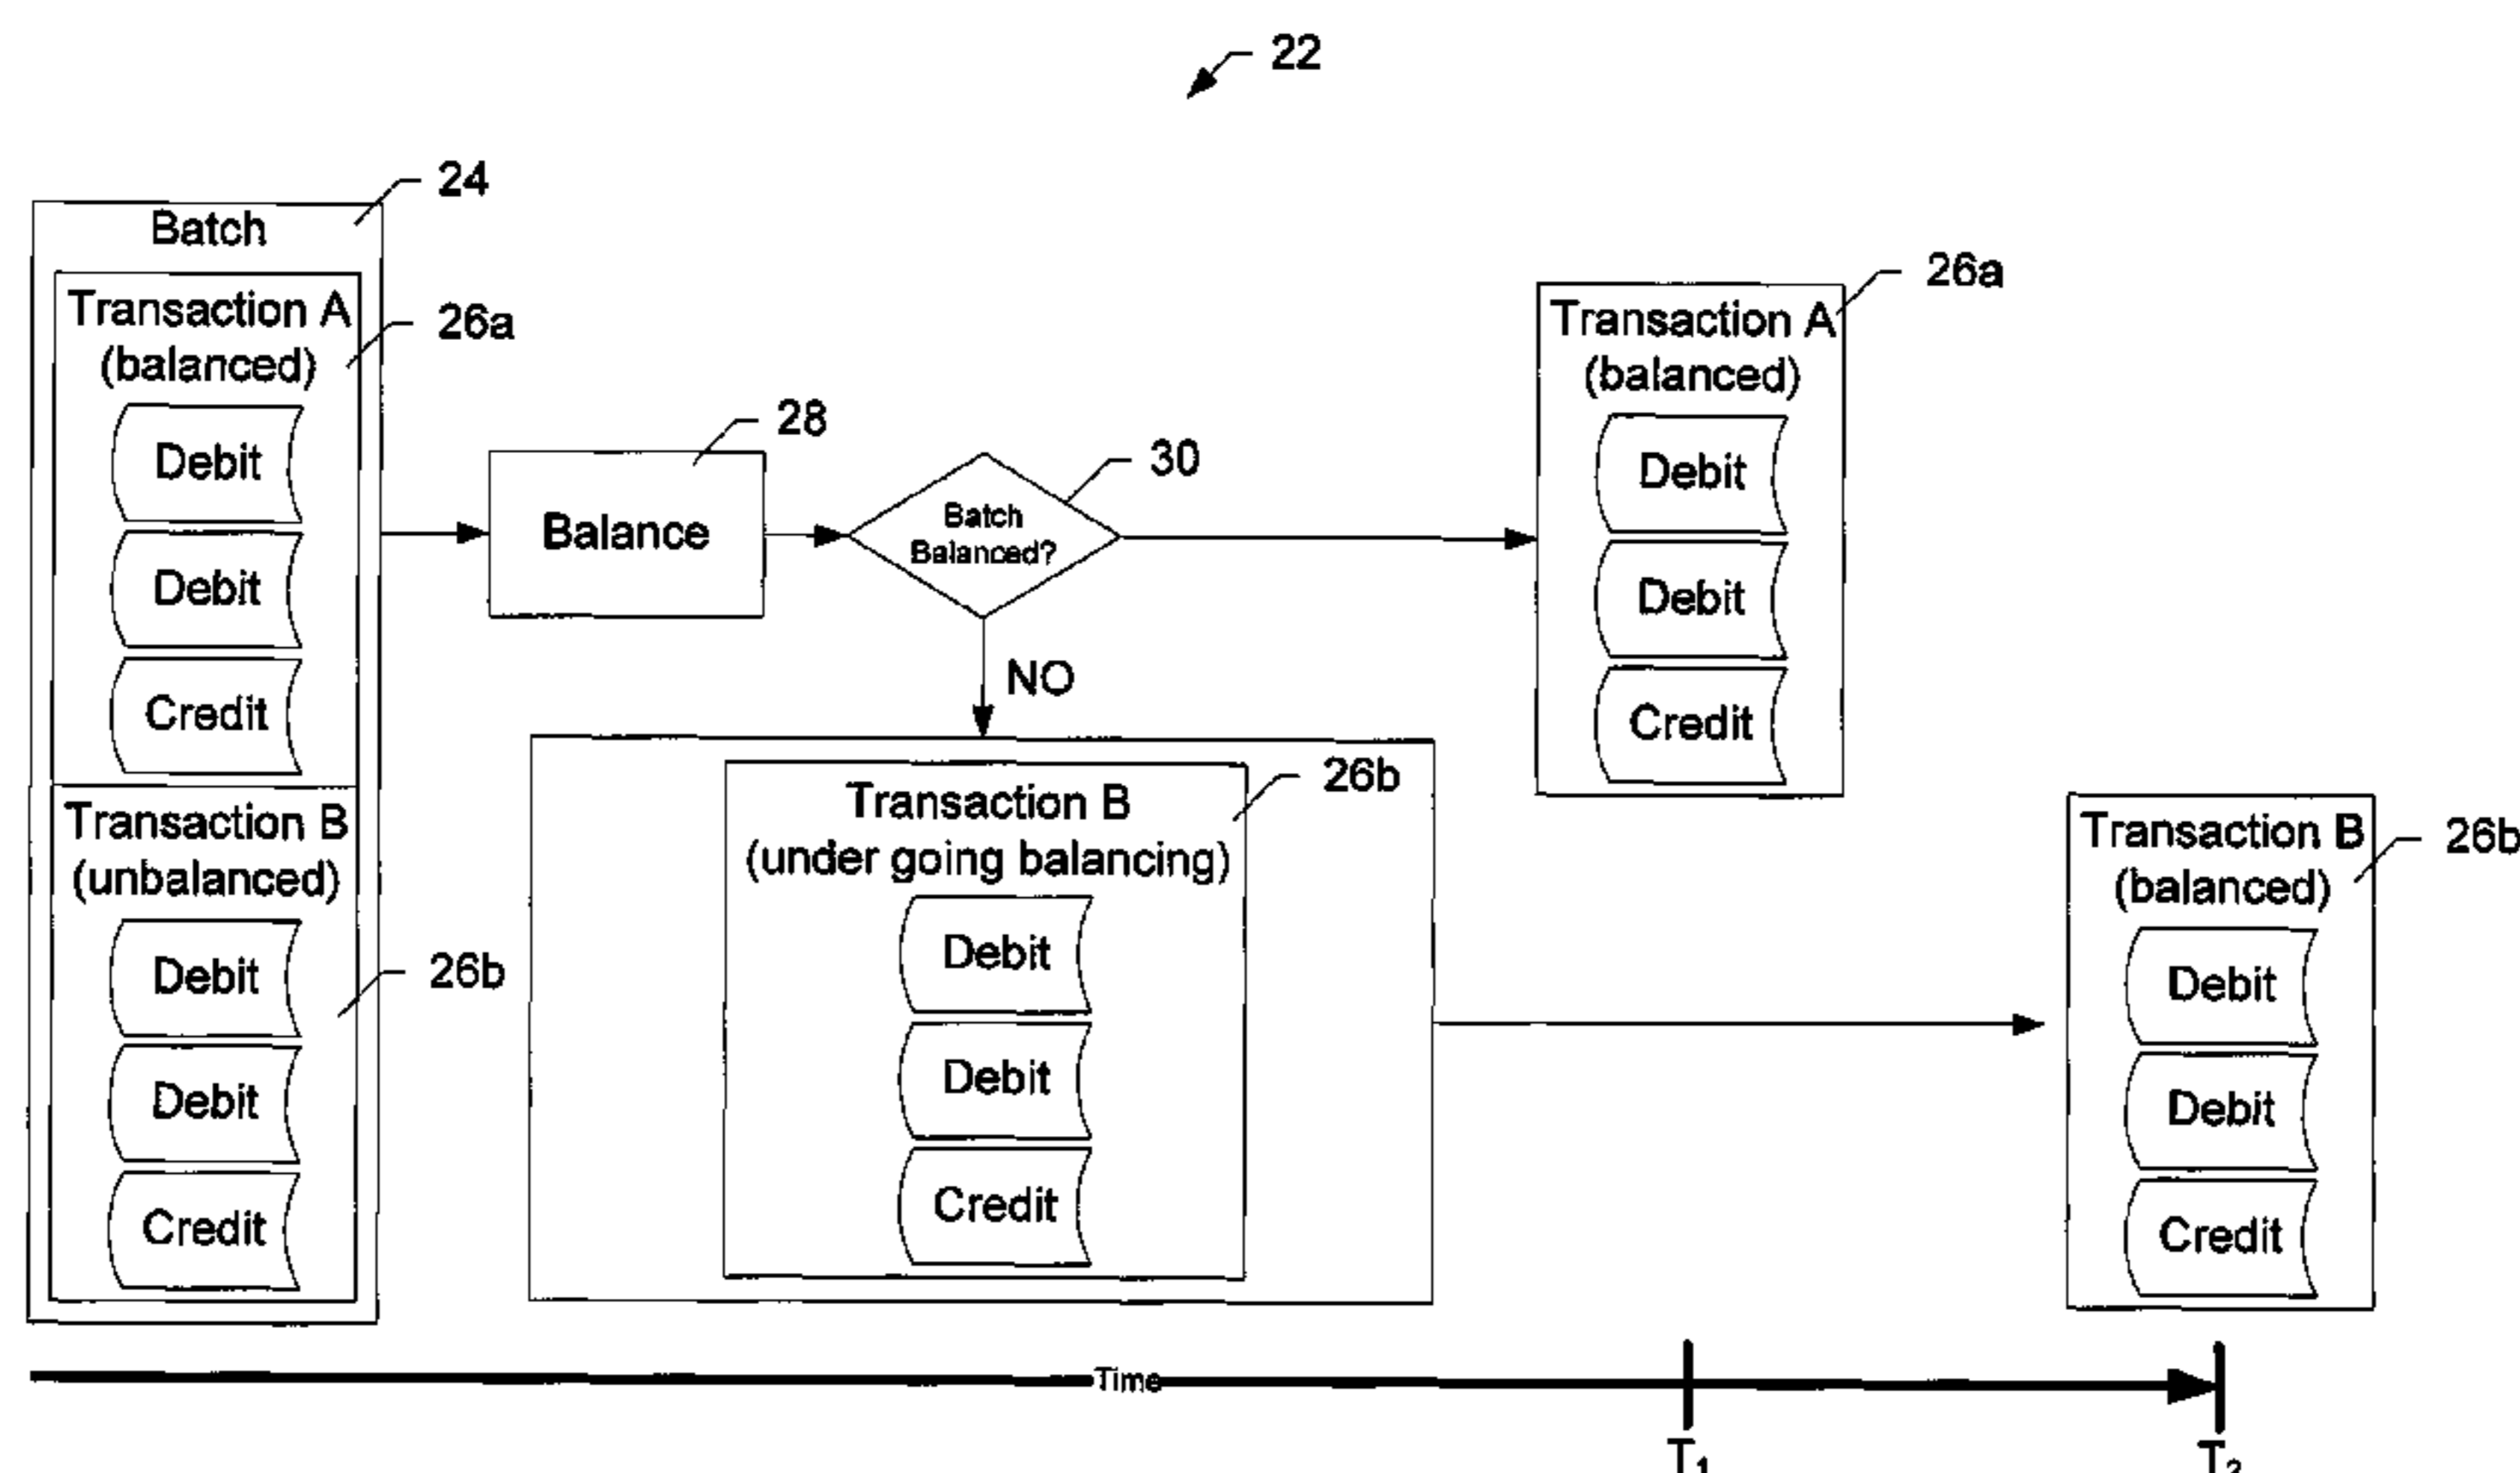 22
24
Batch
Transaction A
(balanced)
26a
Debit
Debit
Credit
Transaction B
(unbalanced)
Debit
26b
Debit
Credit
28
Balance
30
Batch
Balanced?
NO
26b
Transaction B
(under going balancing)
Debit
Debit
Credit
26a
Transaction A
(balanced)
Debit
Debit
Credit
Transaction B
26b
(balanced)
Debit
Debit
Credit
Time
T1
T2